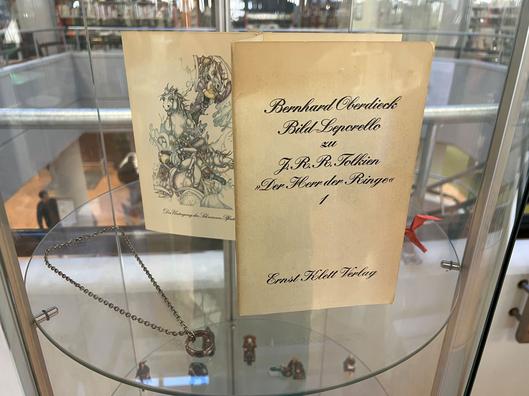 Bernhard Oberdieck
Bild-Leporello
zu
J.R.R. Tolkien
»Der Herr der Ringe«
1
Ernst Klett Verlag